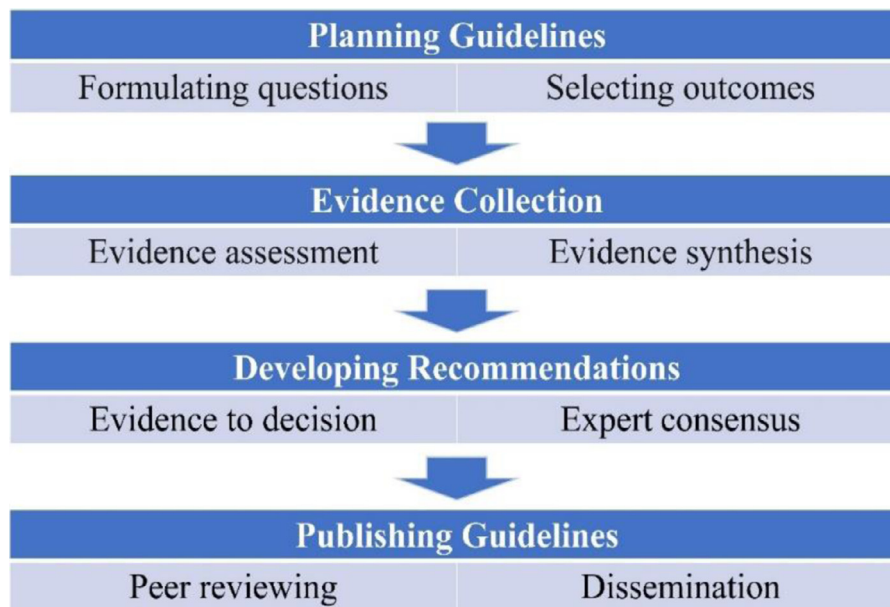 Planning Guidelines
Formulating questions
Selecting outcomes
Evidence Collection
Evidence assessment
Evidence synthesis
Developing Recommendations
Evidence to decision
Expert consensus
Publishing Guidelines
Peer reviewing
Dissemination